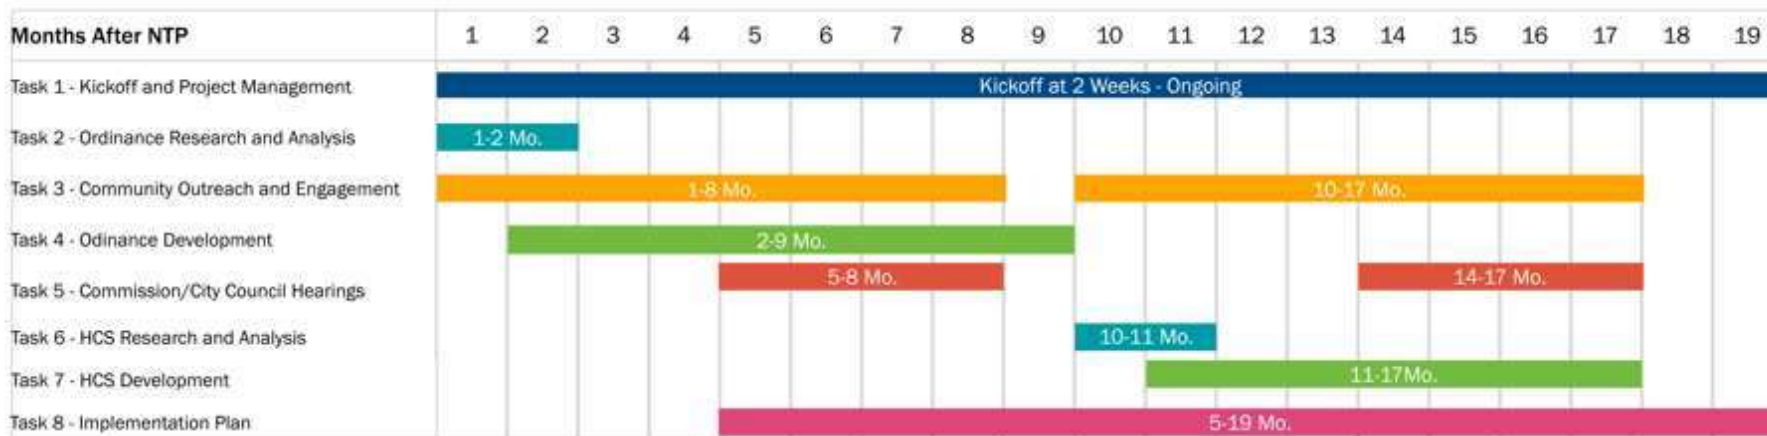 Months After NTP 1 2 3 4 5 6 7 8 9 10 11 12 13 14 15 16 17 18 19
Task 1 - Kickoff and Project Management Kickoff at 2 Weeks - Ongoing
Task 2 - Ordinance Research and Analysis 1-2 Mo.
Task 3 - Community Outreach and Engagement 1-8 Mo. 10-17 Mo.
Task 4 - Odinance Development 2-9 Mo.
Task 5 - Commission/City Council Hearings 5-8 Mo. 14-17 Mo.
Task 6 - HCS Research and Analysis 10-11 Mo.
Task 7 - HCS Development 11-17Mo.
Task 8 - Implementation Plan 5-19 Mo.